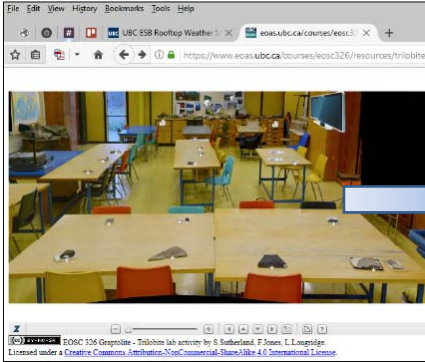 File Edit View History Bookmarks Tools Help
UBC ESB Rooftop Weather eoas.ubc.ca/courses/eosc3
https://www.eoas.ubc.ca/courses/eosc326/resources/trilobite
EOSC 326 Graptolite - Trilobite lab activity by S Sutherland, F.Jones, L.Longridge.
Licensed under a Creative Commons Attribution-NonCommercial-ShareAlike 4.0 International License.